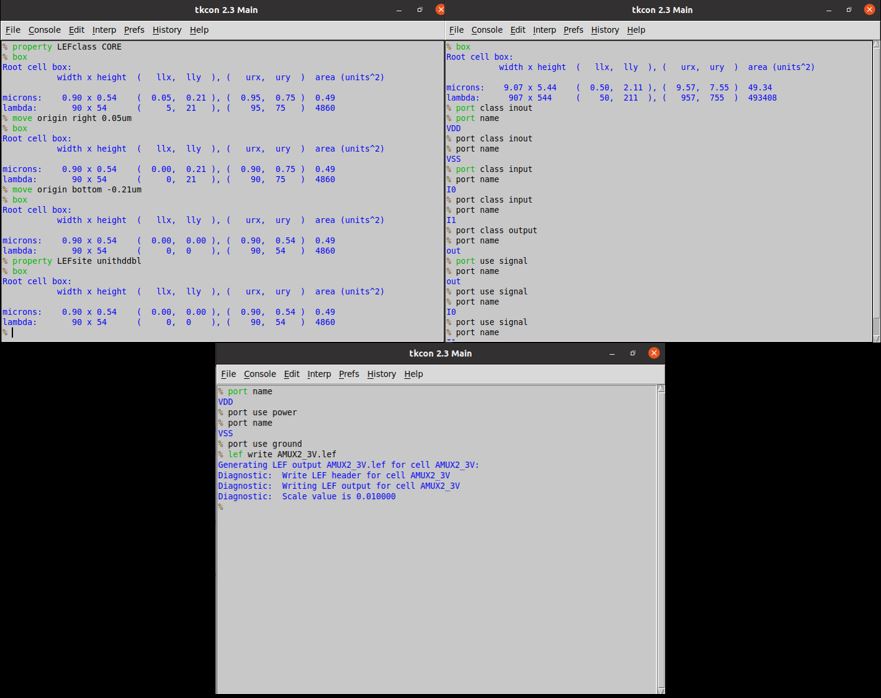 tkcon 2.3 Main
File Console Edit Interp Prefs History Help
% property LEFclass CORE
% box
Root cell box:
width x height ( llx, lly ), ( urx, ury ) area (units^2)
microns: 0.90 x 0.54 ( 0.05, 0.21 ), ( 0.95, 0.75 ) 0.49
lambda: 90 x 54 ( 5, 21 ), ( 95, 75 ) 4860
% move origin right 0.05um
% box
Root cell box:
width x height ( llx, lly ), ( urx, ury ) area (units^2)
microns: 0.90 x 0.54 ( 0.00, 0.21 ), ( 0.90, 0.75 ) 0.49
lambda: 90 x 54 ( 0, 21 ), ( 90, 75 ) 4860
% move origin bottom -0.21um
% box
Root cell box:
width x height ( llx, lly ), ( urx, ury ) area (units^2)
microns: 0.90 x 0.54 ( 0.00, 0.00 ), ( 0.90, 0.54 ) 0.49
lambda: 90 x 54 ( 0, 0 ), ( 90, 54 ) 4860
% property LEFsite unithddbl
% box
Root cell box:
width x height ( llx, lly ), ( urx, ury ) area (units^2)
microns: 0.90 x 0.54 ( 0.00, 0.00 ), ( 0.90, 0.54 ) 0.49
lambda: 90 x 54 ( 0, 0 ), ( 90, 54 ) 4860
%
tkcon 2.3 Main
File Console Edit Interp Prefs History Help
% box
Root cell box:
width x height ( llx, lly ), ( urx, ury ) area (units^2)
microns: 9.07 x 5.44 ( 0.50, 2.11 ), ( 9.57, 7.55 ) 49.34
lambda: 907 x 544 ( 50, 211 ), ( 957, 755 ) 493408
% port class inout
% port name
VDD
% port class inout
% port name
VSS
% port class input
% port name
I0
% port class input
% port name
I1
% port class output
% port name
out
% port use signal
% port name
out
% port use signal
% port name
I0
% port use signal
% port name
tkcon 2.3 Main
File Console Edit Interp Prefs History Help
% port name
VDD
% port use power
% port name
VSS
% port use ground
% lef write AMUX2_3V.lef
Generating LEF output AMUX2_3V.lef for cell AMUX2_3V:
Diagnostic: Write LEF header for cell AMUX2_3V
Diagnostic: Writing LEF output for cell AMUX2_3V
Diagnostic: Scale value is 0.010000
%